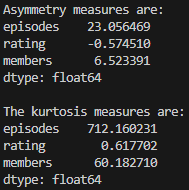 Asymmetry measures are:
episodes    23.056469
rating      -0.574510
members      6.523391
dtype: float64

The kurtosis measures are:
episodes    712.160231
rating        0.617702
members      60.182710
dtype: float64